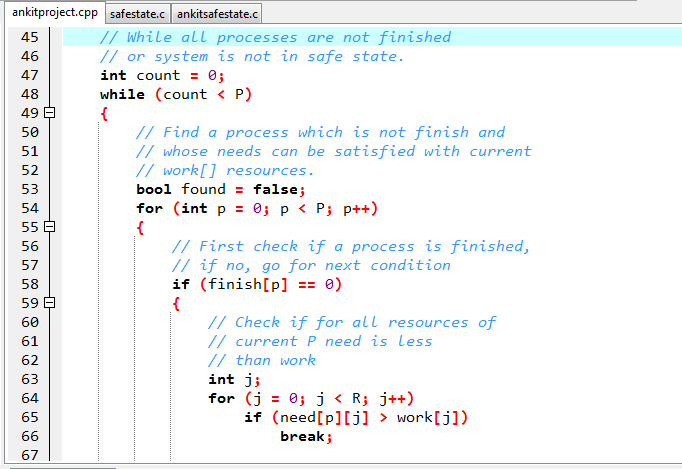 ankitproject.cpp safestate.c ankitsafestate.c
45 // While all processes are not finished
46 // or system is not in safe state.
47 int count = 0;
48 while (count < P)
49 {
50 // Find a process which is not finish and
51 // whose needs can be satisfied with current
52 // work[] resources.
53 bool found = false;
54 for (int p = 0; p < P; p++)
55 {
56 // First check if a process is finished,
57 // if no, go for next condition
58 if (finish[p] == 0)
59 {
60 // Check if for all resources of
61 // current P need is less
62 // than work
63 int j;
64 for (j = 0; j < R; j++)
65 if (need[p][j] > work[j])
66 break;
67